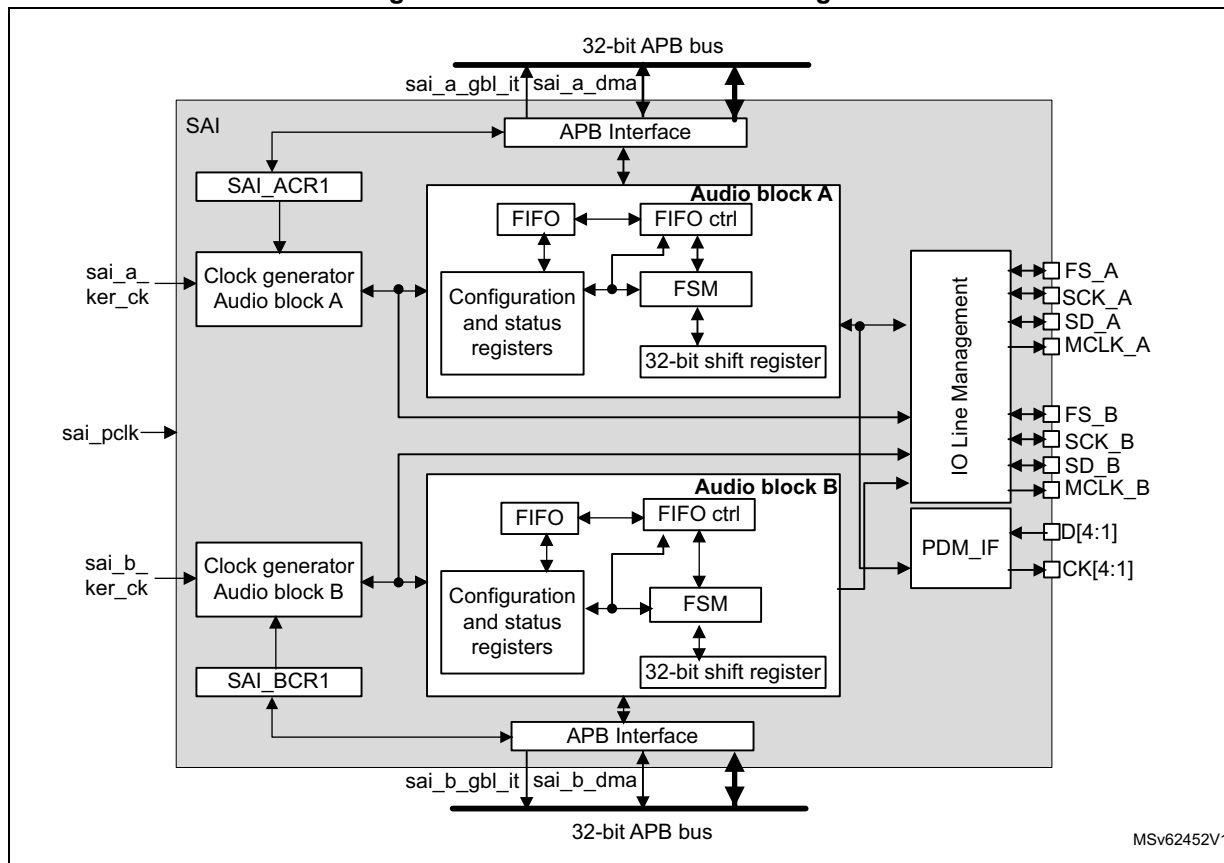 32-bit APB bus
sai_a_gbl_it
sai_a_dma
SAI
APB Interface
SAI_ACR1
Audio block A
FIFO
FIFO ctrl
sai_a_
ker_ck
Clock generator
Audio block A
Configuration
and status
registers
FSM
32-bit shift register
IO Line Management
FS_A
SCK_A
SD_A
MCLK_A
sai_pclk
FS_B
SCK_B
SD_B
MCLK_B
Audio block B
FIFO
FIFO ctrl
sai_b_
ker_ck
Clock generator
Audio block B
Configuration
and status
registers
FSM
32-bit shift register
PDM_IF
D[4:1]
CK[4:1]
SAI_BCR1
APB Interface
sai_b_gbl_it
sai_b_dma
32-bit APB bus
MSv62452V1